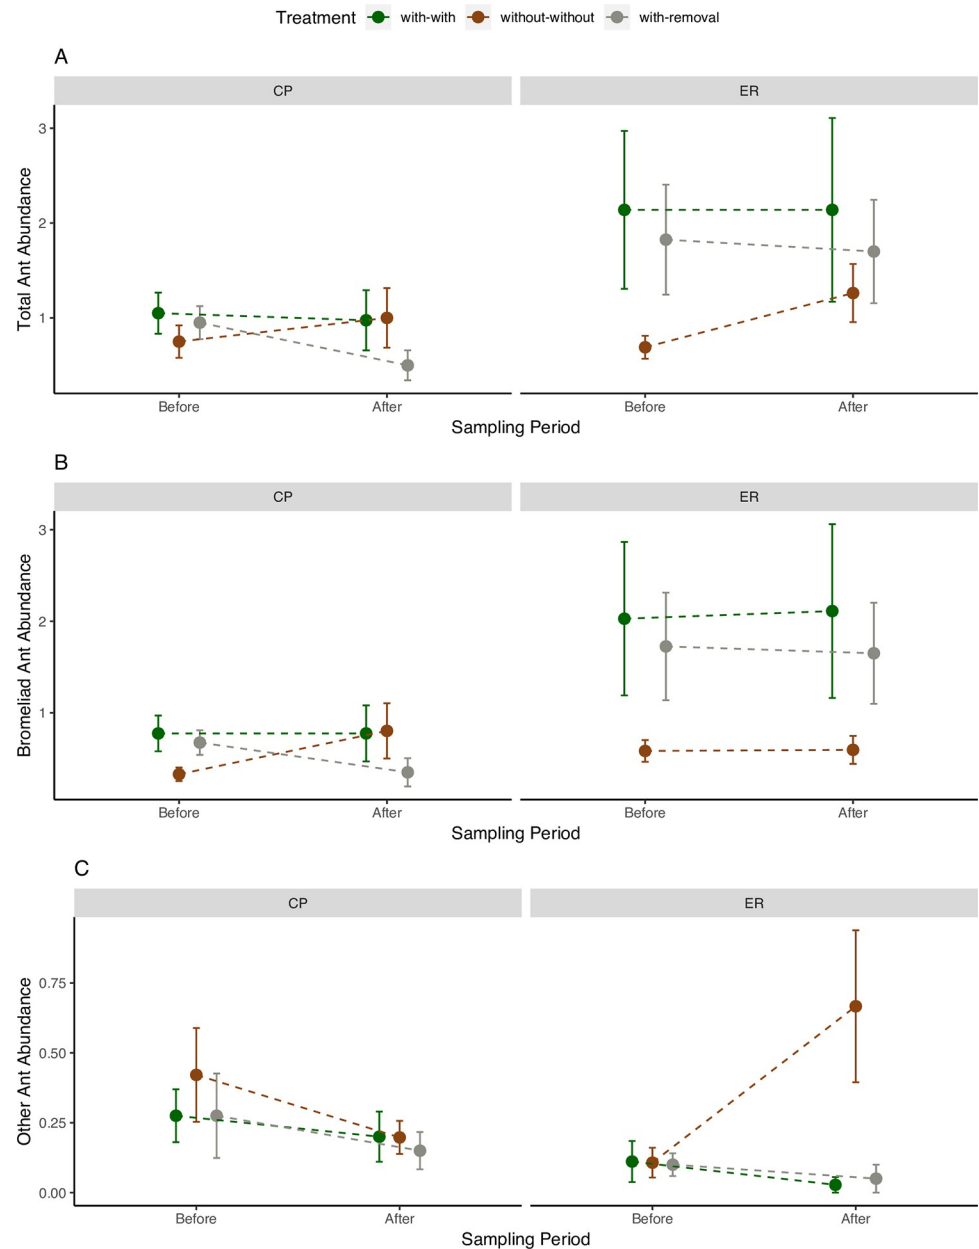 Treatment with-with without-without with-removal
A
CP ER
Total Ant Abundance
3
2
1
Before After Before After
Sampling Period
B
CP ER
Bromeliad Ant Abundance
3
2
1
Before After Before After
Sampling Period
C
CP ER
Other Ant Abundance
0.75
0.50
0.25
0.00
Before After Before After
Sampling Period